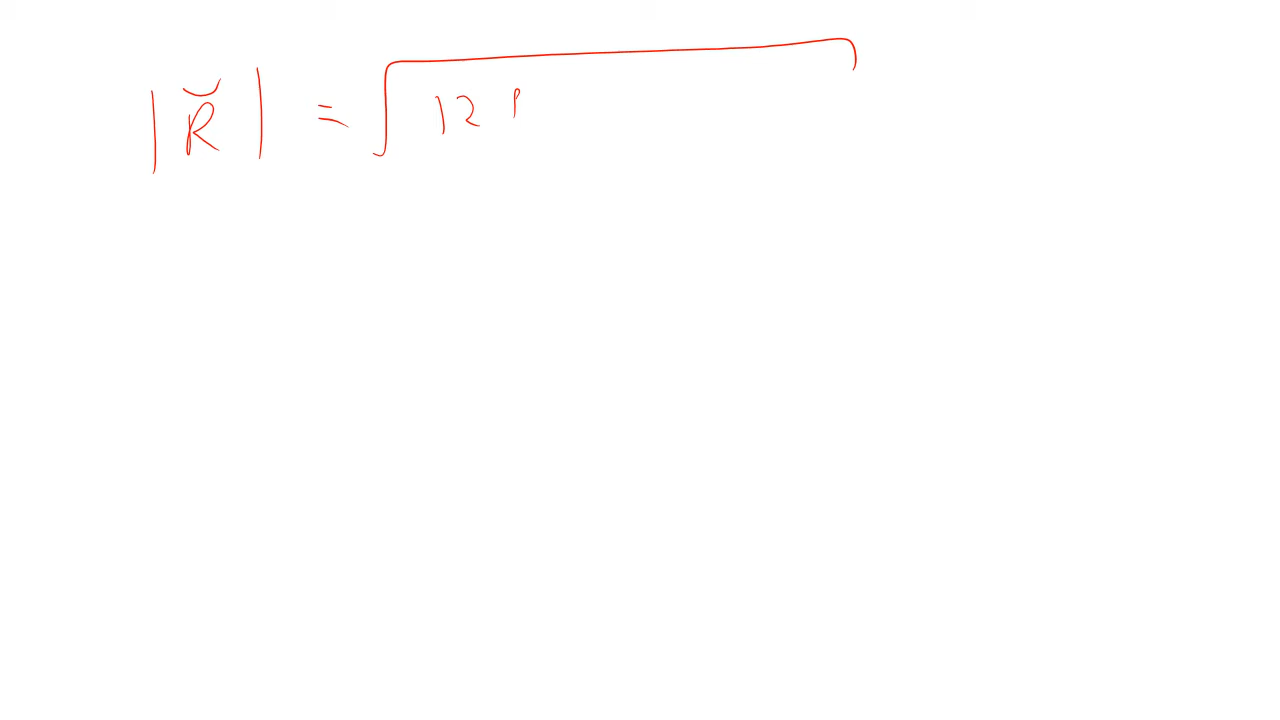 |R̆| = √12